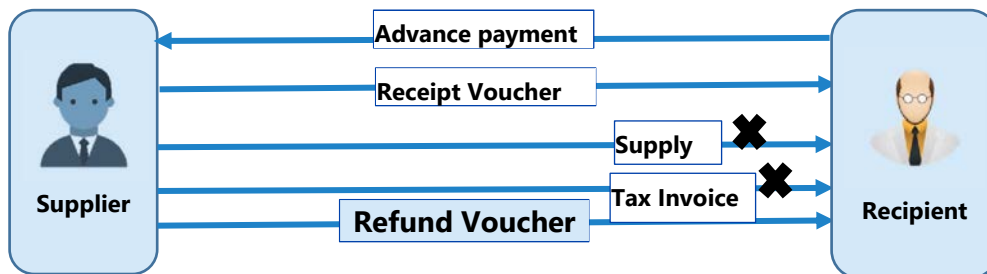 Advance payment
Receipt Voucher
Supply
Tax Invoice
Supplier
Refund Voucher
Recipient